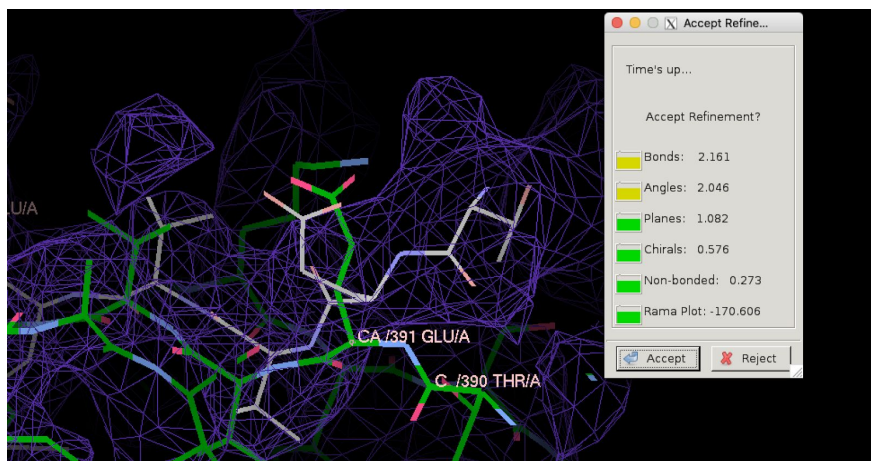 Accept Refine...
Time's up...
Accept Refinement?
Bonds: 2.161
Angles: 2.046
Planes: 1.082
Chirals: 0.576
Non-bonded: 0.273
Rama Plot: -170.606
Accept
Reject
LU/A
CA /391 GLU/A
C /390 THR/A